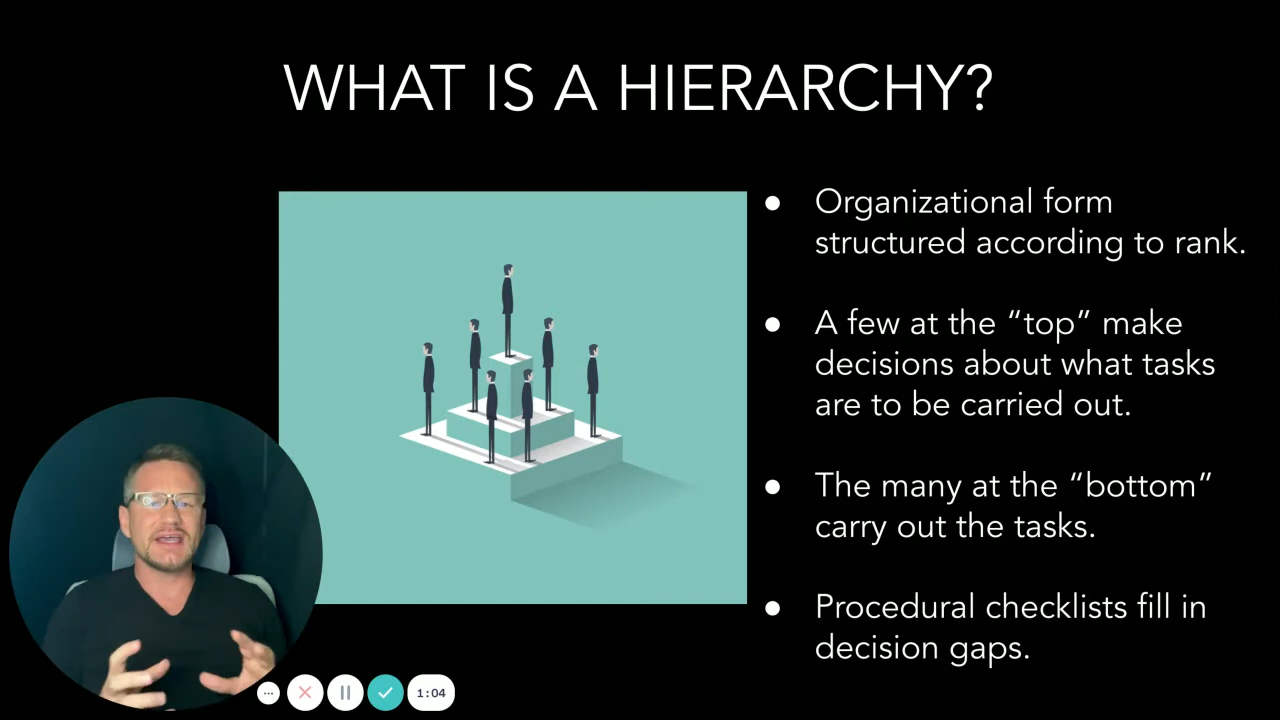 WHAT IS A HIERARCHY?
● Organizational form
structured according to rank.
● A few at the “top” make
decisions about what tasks
are to be carried out.
● The many at the “bottom”
carry out the tasks.
● Procedural checklists fill in
decision gaps.
1:04